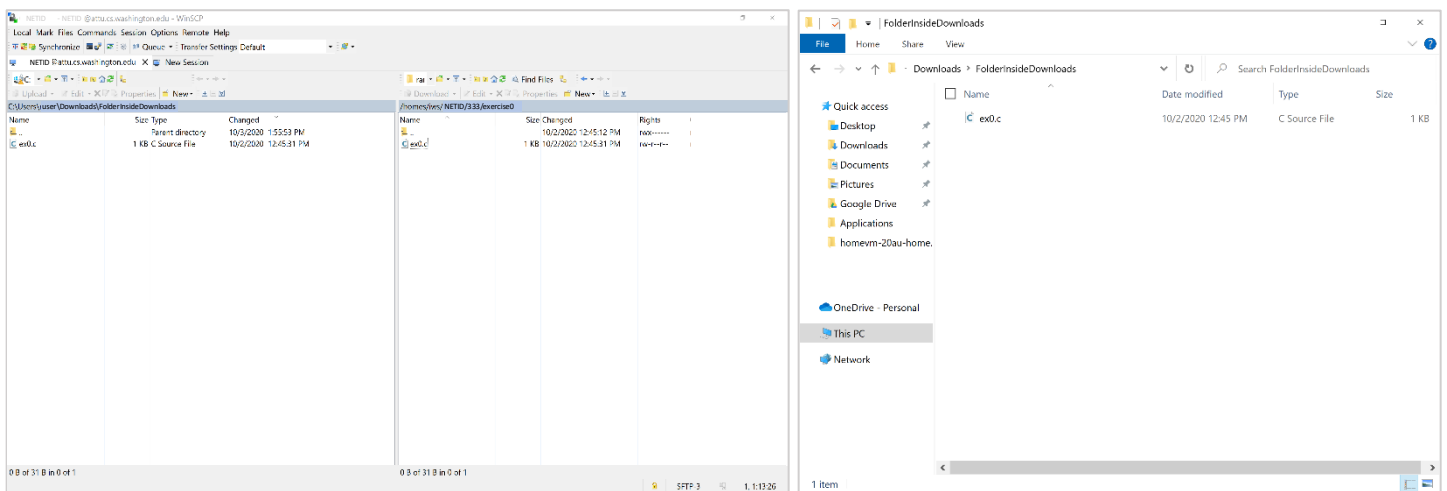 NETID - NETID @attu.cs.washington.edu - WinSCP
Local Mark Files Commands Session Options Remote Help
Synchronize Queue Transfer Settings Default
NETID @attu.cs.washington.edu X New Session
C: Find Files
Upload Edit Properties New Download Edit Properties New
C:\Users\user\Downloads\FolderInsideDownloads
/homes/iws/ NETID/333/exercise0
Name Size Type Changed
.. Parent directory 10/3/2020 1:55:53 PM
ex0.c 1 KB C Source File 10/2/2020 12:45:31 PM
Name Size Changed Rights
.. 10/2/2020 12:45:12 PM rwx------
ex0.c 1 KB 10/2/2020 12:45:31 PM rw-r--r--
0 B of 31 B in 0 of 1
0 B of 31 B in 0 of 1
SFTP-3 1:13:26
FolderInsideDownloads
File Home Share View
Downloads > FolderInsideDownloads
Search FolderInsideDownloads
Quick access
Desktop
Downloads
Documents
Pictures
Google Drive
Applications
homevm-20au-home.
OneDrive - Personal
This PC
Network
Name Date modified Type Size
ex0.c 10/2/2020 12:45 PM C Source File 1 KB
1 item